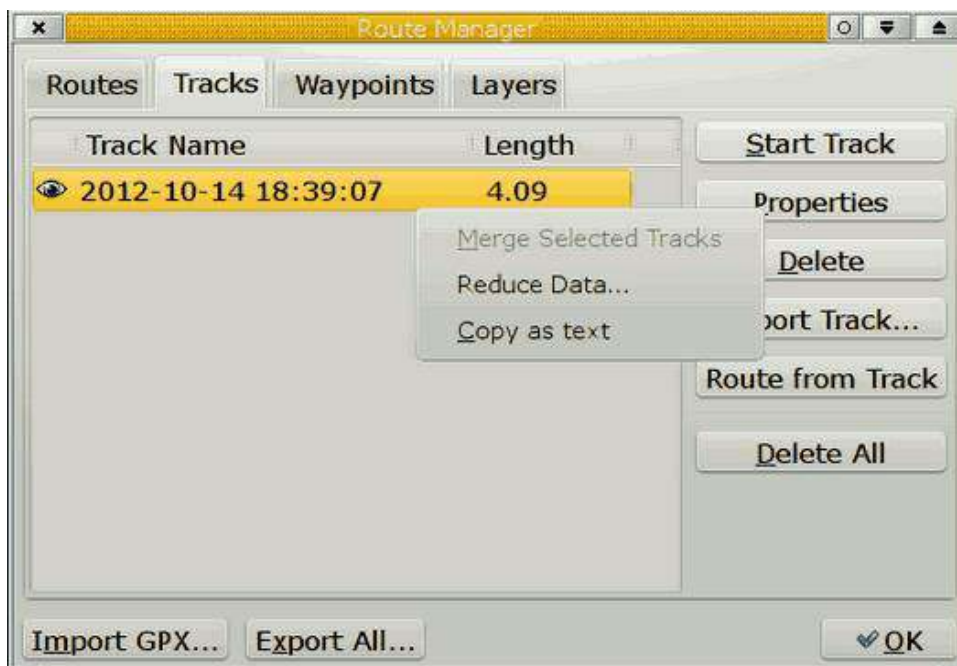 Route Manager
Routes Tracks Waypoints Layers
Track Name Length
2012-10-14 18:39:07 4.09
Merge Selected Tracks
Reduce Data...
Copy as text
Start Track
Properties
Delete
port Track...
Route from Track
Delete All
Import GPX... Export All... OK